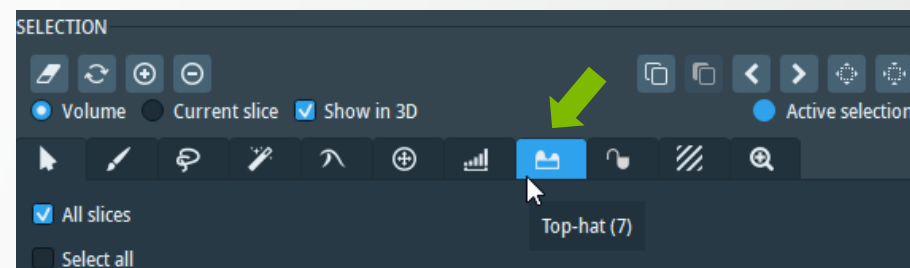 SELECTION
Volume Current slice Show in 3D Active selection
Top-hat (7)
All slices
Select all